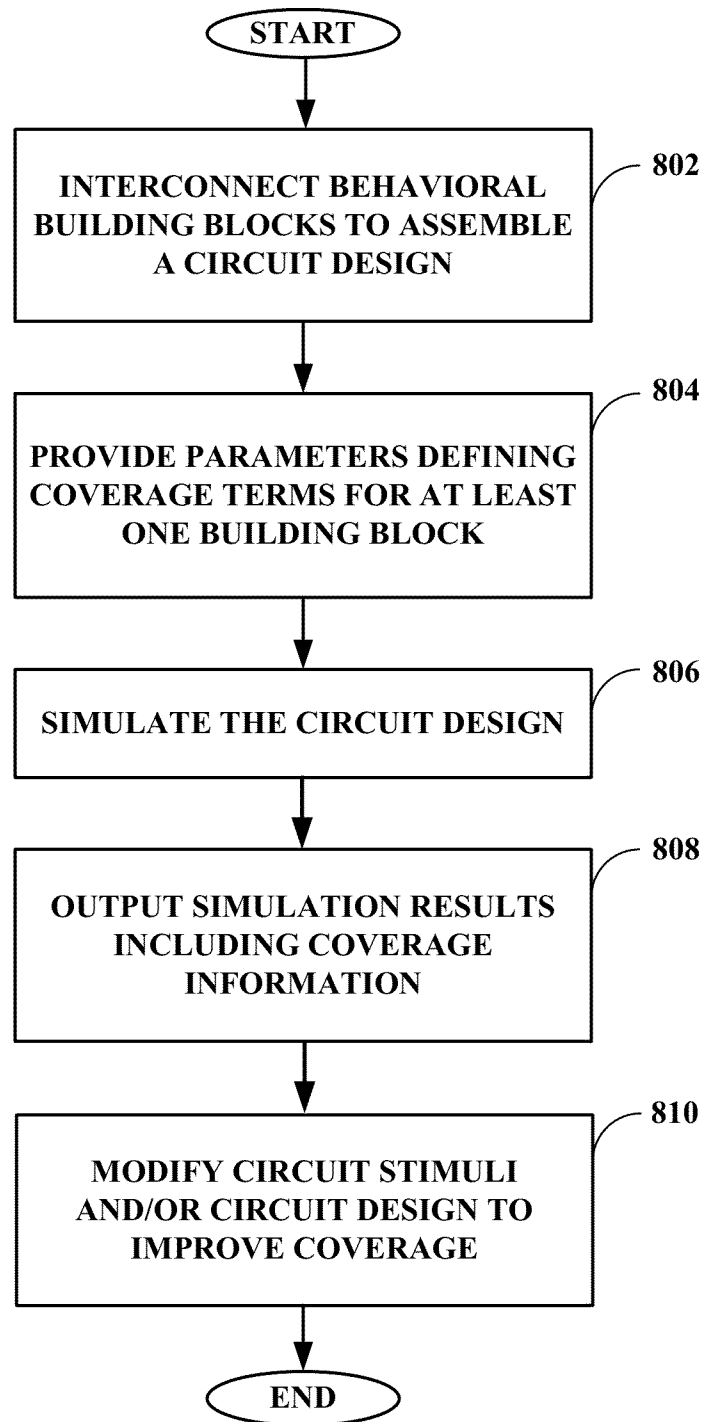 START
802
INTERCONNECT BEHAVIORAL
BUILDING BLOCKS TO ASSEMBLE
A CIRCUIT DESIGN
804
PROVIDE PARAMETERS DEFINING
COVERAGE TERMS FOR AT LEAST
ONE BUILDING BLOCK
806
SIMULATE THE CIRCUIT DESIGN
808
OUTPUT SIMULATION RESULTS
INCLUDING COVERAGE
INFORMATION
810
MODIFY CIRCUIT STIMULI
AND/OR CIRCUIT DESIGN TO
IMPROVE COVERAGE
END